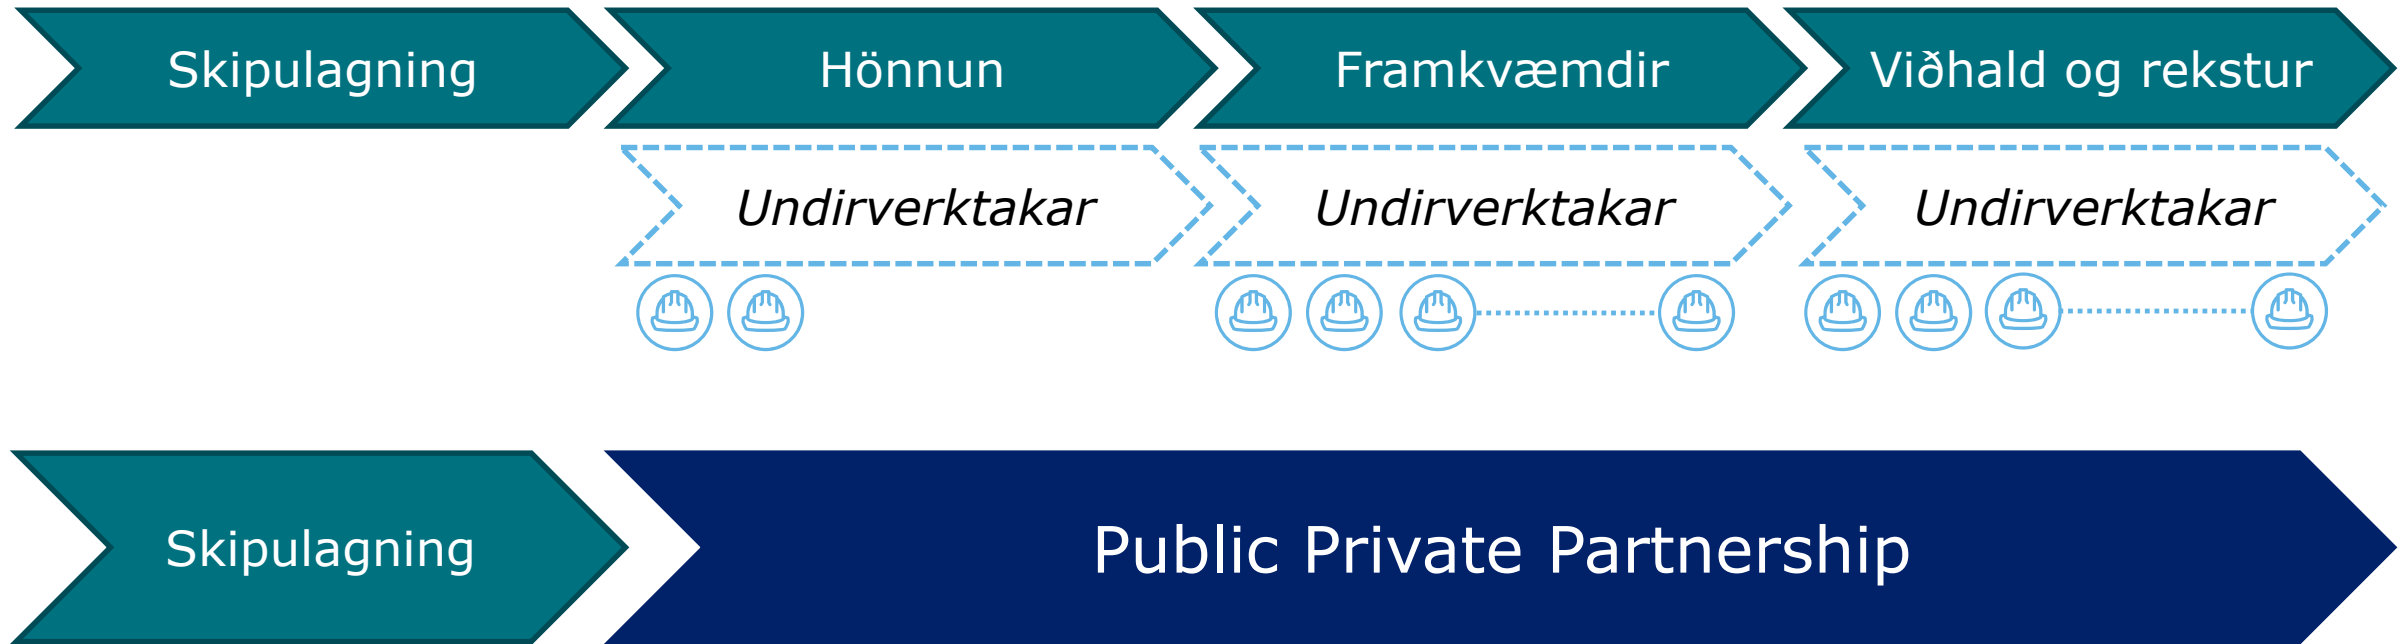 Skipulagning
Hönnun
Framkvæmdir
Viðhald og rekstur
Undirverktakar
Undirverktakar
Undirverktakar
Skipulagning
Public Private Partnership